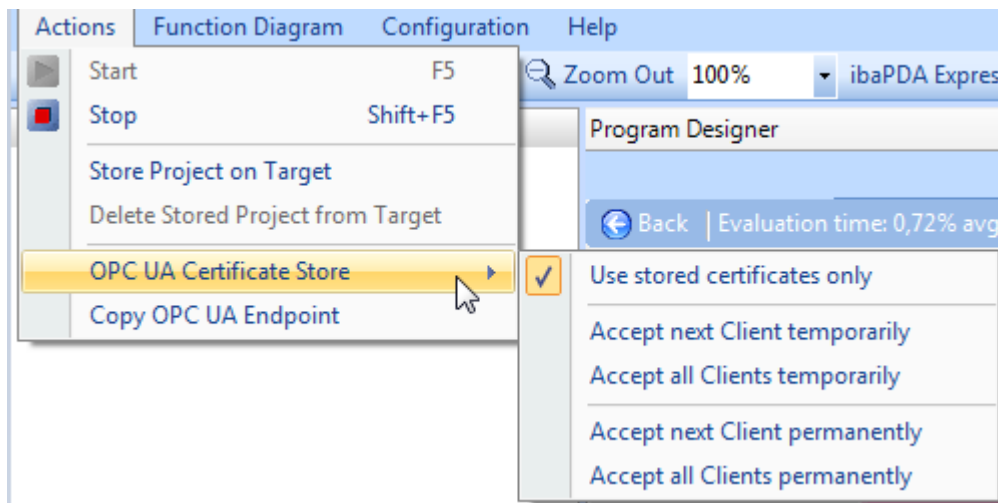 Actions Function Diagram Configuration Help
Start F5
Zoom Out 100% ibaPDA Expres
Stop Shift+F5
Program Designer
Store Project on Target
Delete Stored Project from Target
Back | Evaluation time: 0,72% avg
OPC UA Certificate Store
Copy OPC UA Endpoint
Use stored certificates only
Accept next Client temporarily
Accept all Clients temporarily
Accept next Client permanently
Accept all Clients permanently